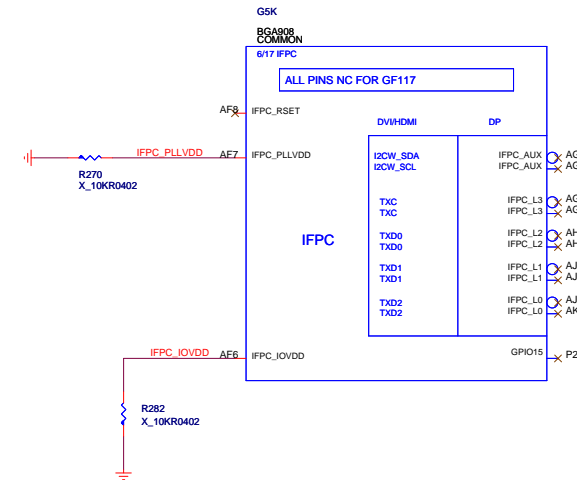 G5K
BGA908
COMMON
6/17 IFPC
ALL PINS NC FOR GF117
AF8 IFPC_RSET
DVI/HDMI DP
IFPC_PLLVDD AF7 IFPC_PLLVDD
I2CW_SDA IFPC_AUX
I2CW_SCL IFPC_AUX
R270
X_10KR0402
TXC IFPC_L3
TXC IFPC_L3
IFPC
TXD0 IFPC_L2
TXD0 IFPC_L2
TXD1 IFPC_L1
TXD1 IFPC_L1
TXD2 IFPC_L0
TXD2 IFPC_L0
IFPC_IOVDD AF6 IFPC_IOVDD
GPIO15
R282
X_10KR0402